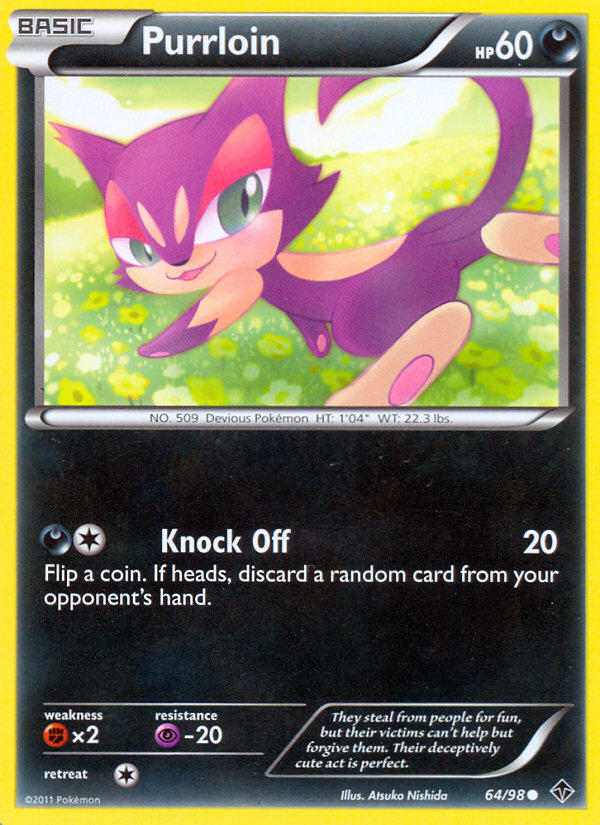 BASIC
Purrloin
HP60
NO. 509 Devious Pokémon HT: 1'04" WT: 22.3 lbs.
Knock Off 20
Flip a coin. If heads, discard a random card from your
opponent's hand.
weakness resistance
×2 -20
They steal from people for fun,
but their victims can't help but
forgive them. Their deceptively
cute act is perfect.
retreat
©2011 Pokémon
Illus. Atsuko Nishida 64/98